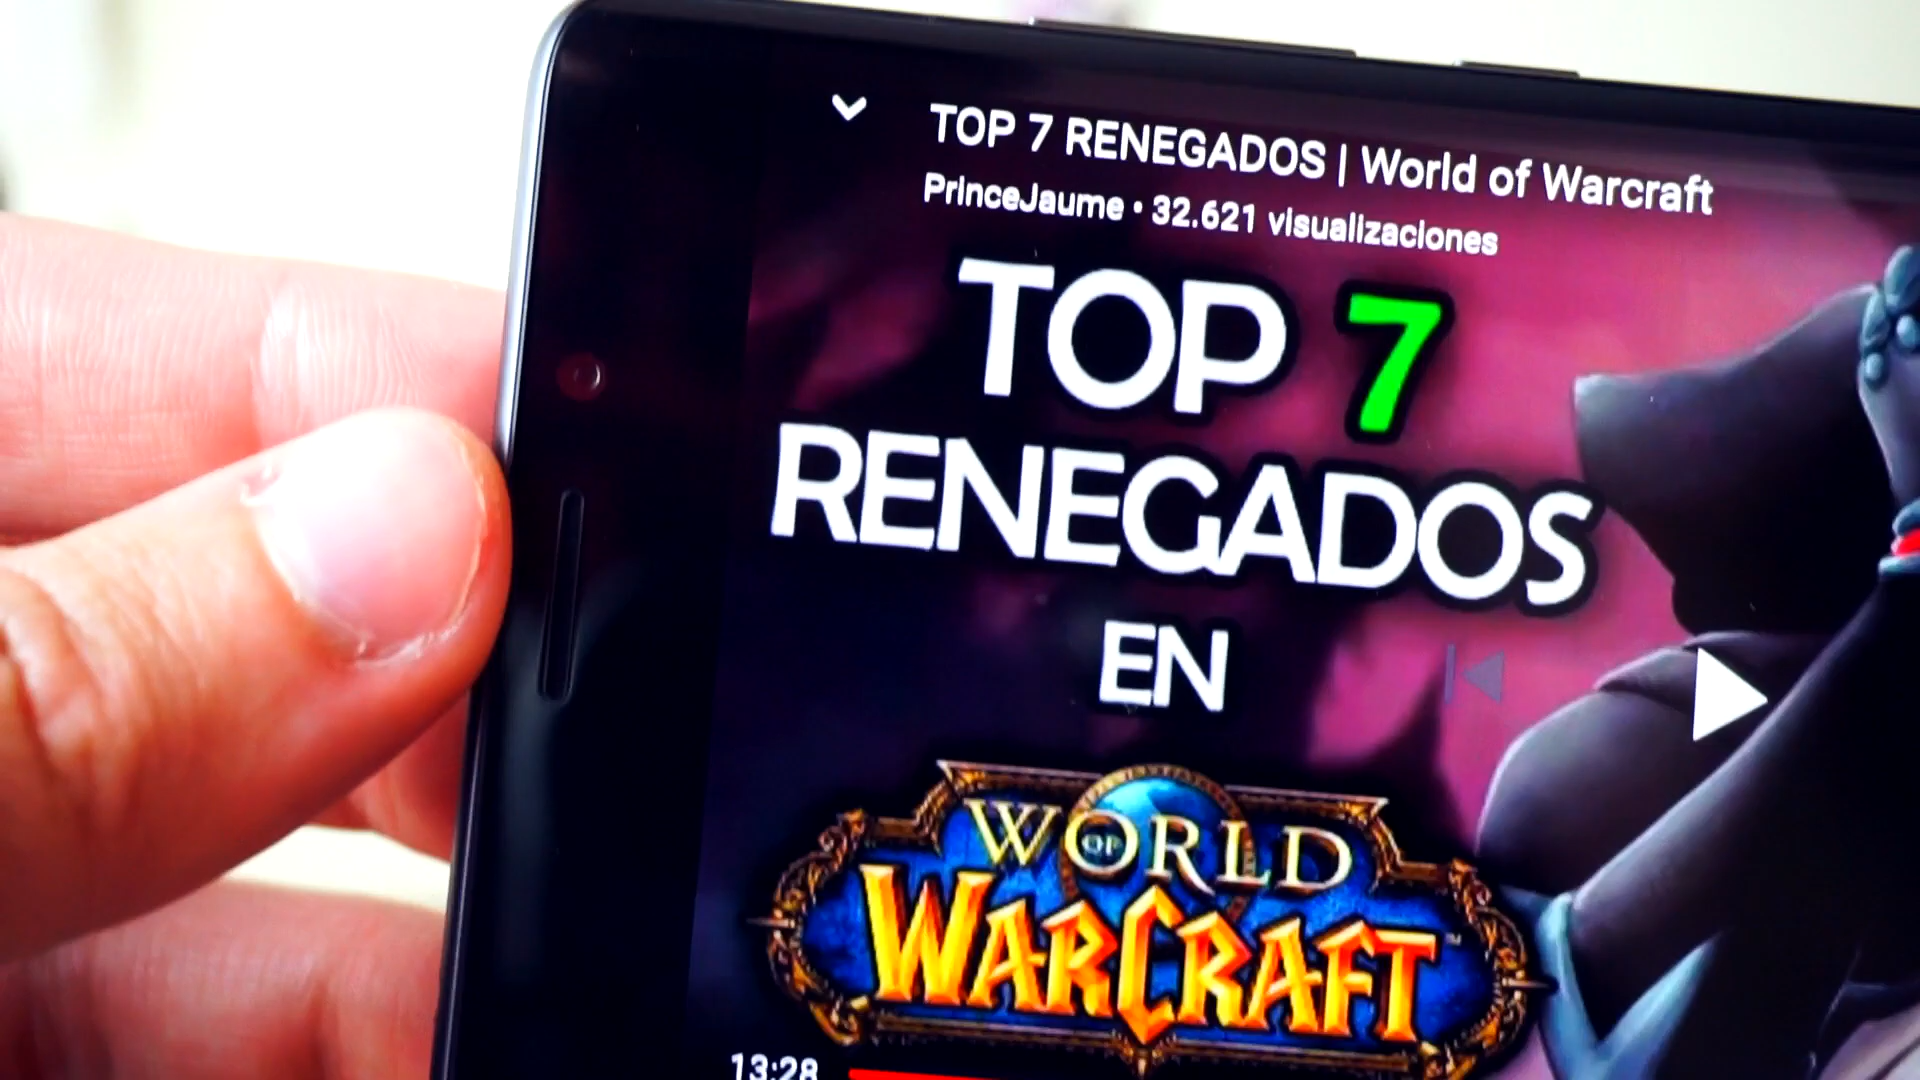 TOP 7 RENEGADOS | World of Warcraft
PrinceJaume • 32.621 visualizaciones
TOP 7
RENEGADOS
EN
WORLD
OF
WARCRAFT
™
13:28